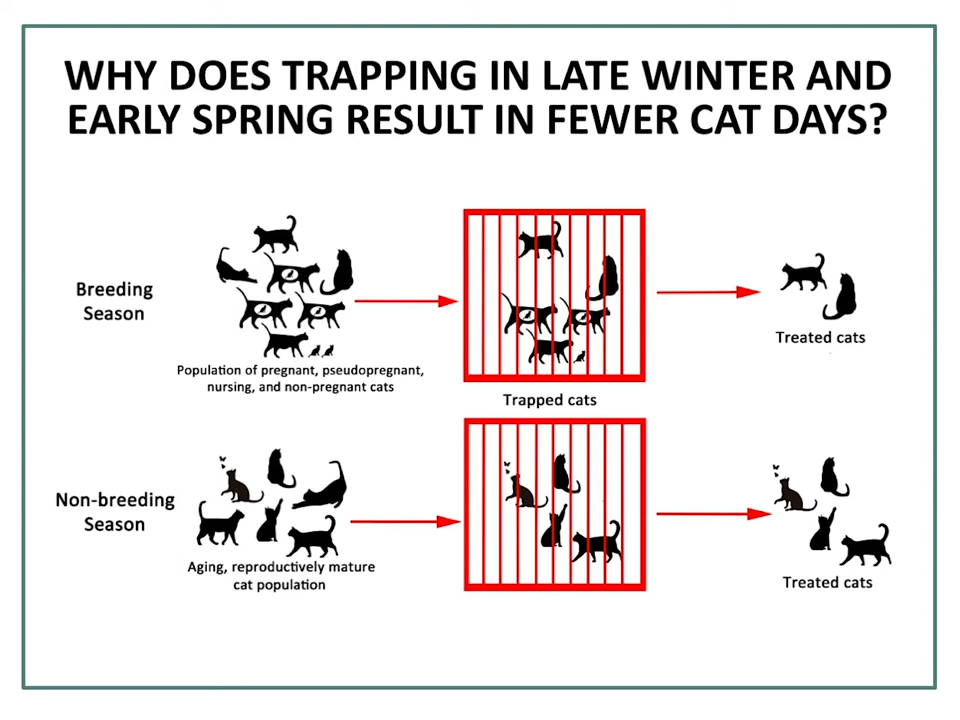 WHY DOES TRAPPING IN LATE WINTER AND
EARLY SPRING RESULT IN FEWER CAT DAYS?
Breeding
Season
Population of pregnant, pseudopregnant,
nursing, and non-pregnant cats
Trapped cats
Treated cats
Non-breeding
Season
Aging, reproductively mature
cat population
Treated cats